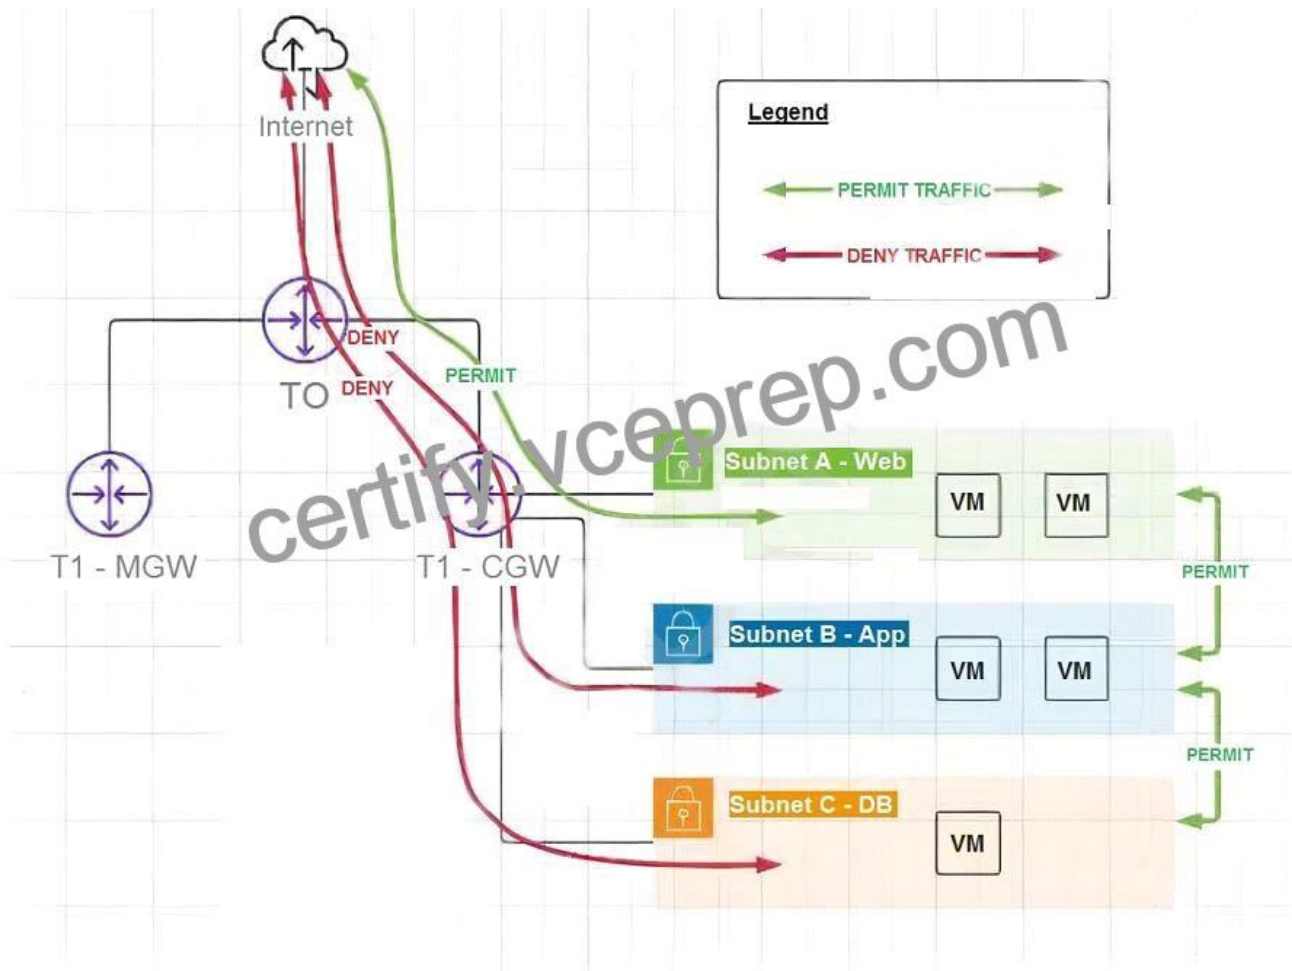 Internet
Legend
PERMIT TRAFFIC
DENY TRAFFIC
DENY
TO
DENY
PERMIT
certify.vceprep.com
T1 - MGW
T1 - CGW
Subnet A - Web
VM
VM
PERMIT
Subnet B - App
VM
VM
PERMIT
Subnet C - DB
VM